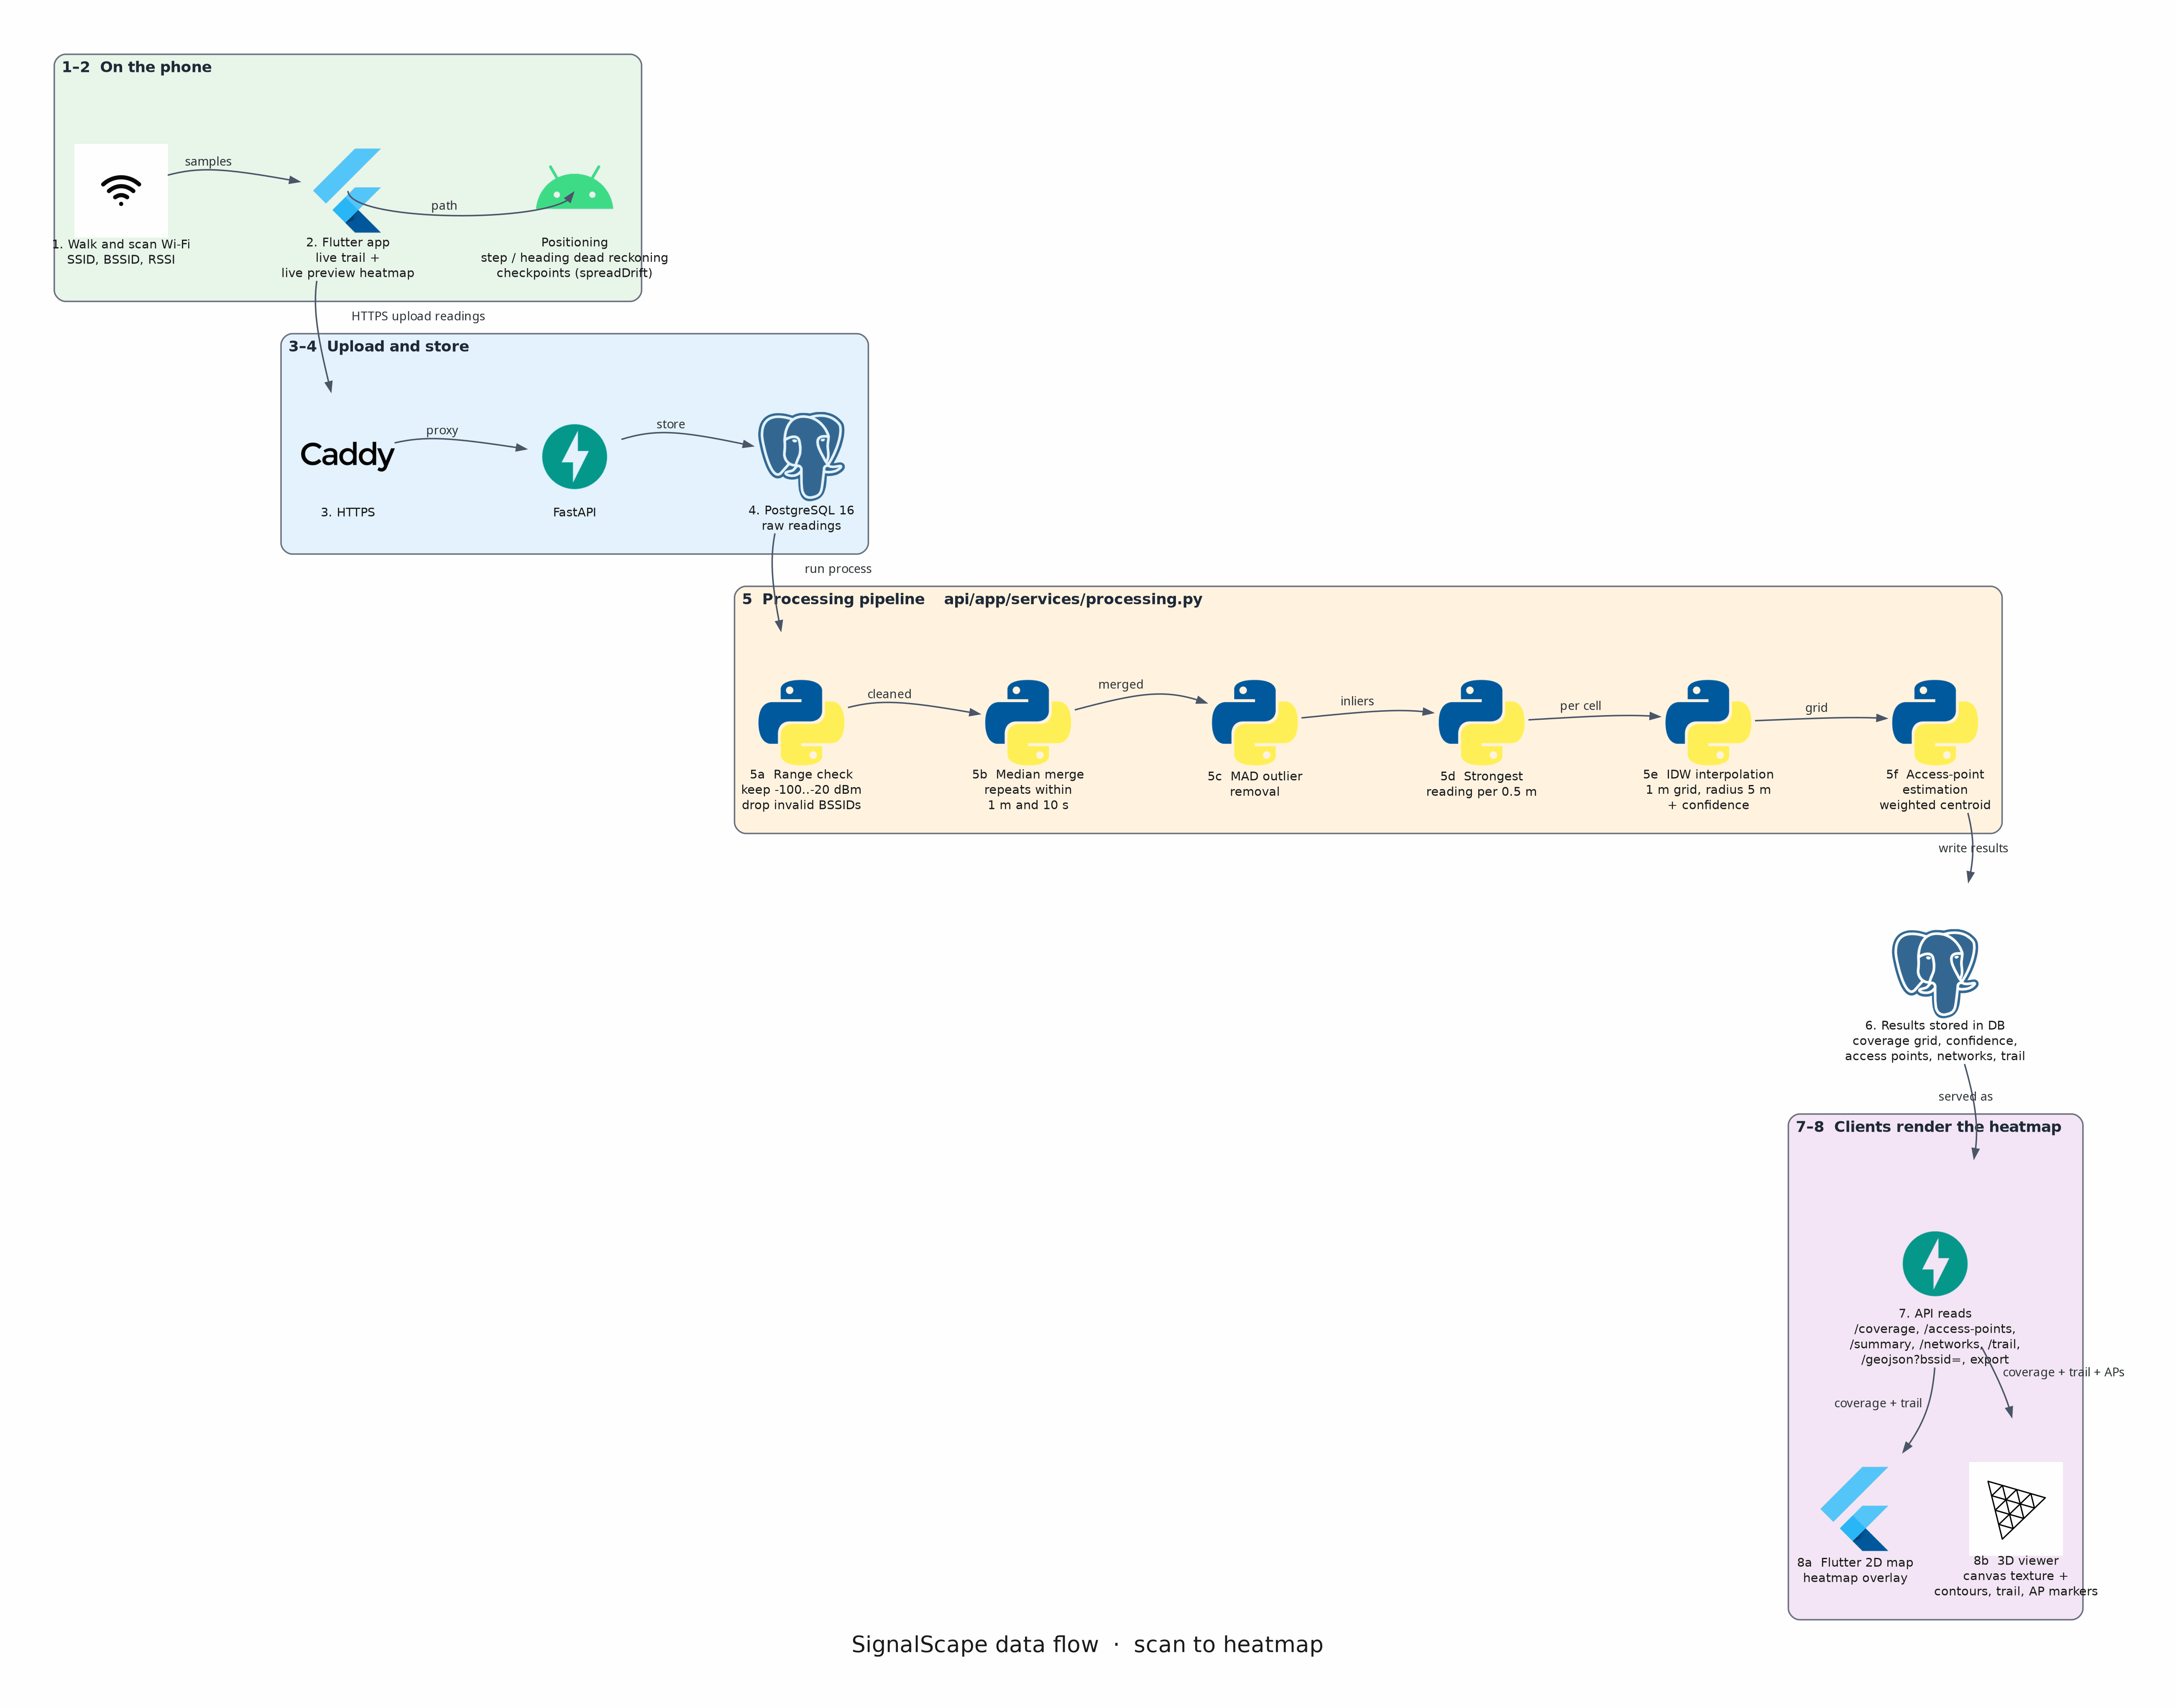 1–2  On the phone
samples
path
1. Walk and scan Wi-Fi
SSID, BSSID, RSSI
2. Flutter app
live trail +
live preview heatmap
Positioning
step / heading dead reckoning
checkpoints (spreadDrift)
HTTPS upload readings
3–4  Upload and store
Caddy
proxy
store
3. HTTPS
FastAPI
4. PostgreSQL 16
raw readings
run process
5  Processing pipeline    api/app/services/processing.py
cleaned
merged
inliers
per cell
grid
5a  Range check
keep -100..-20 dBm
drop invalid BSSIDs
5b  Median merge
repeats within
1 m and 10 s
5c  MAD outlier
removal
5d  Strongest
reading per 0.5 m
5e  IDW interpolation
1 m grid, radius 5 m
+ confidence
5f  Access-point
estimation
weighted centroid
write results
6. Results stored in DB
coverage grid, confidence,
access points, networks, trail
served as
7–8  Clients render the heatmap
7. API reads
/coverage, /access-points,
/summary, /networks, /trail,
/geojson?bssid=, export
coverage + trail + APs
coverage + trail
8a  Flutter 2D map
heatmap overlay
8b  3D viewer
canvas texture +
contours, trail, AP markers
SignalScape data flow  ·  scan to heatmap